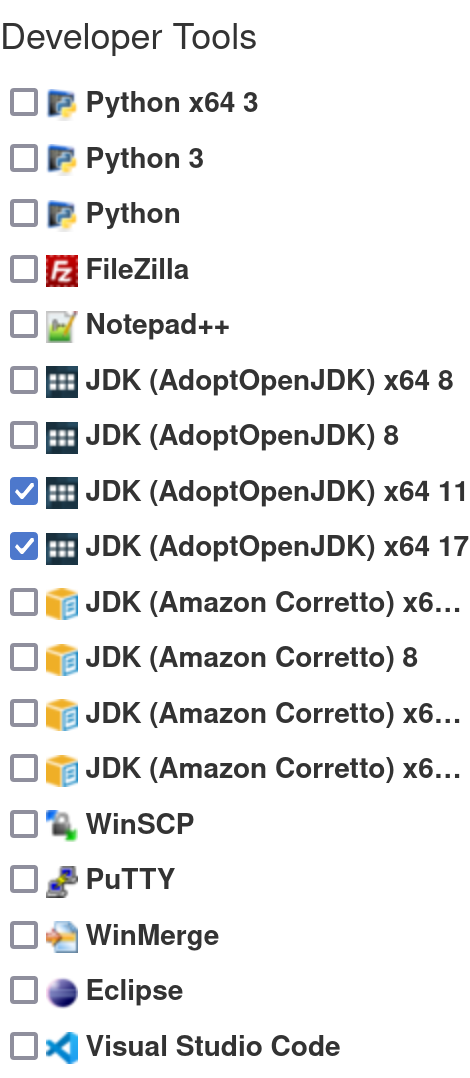 Developer Tools
Python x64 3
Python 3
Python
FileZilla
Notepad++
JDK (AdoptOpenJDK) x64 8
JDK (AdoptOpenJDK) 8
JDK (AdoptOpenJDK) x64 11
JDK (AdoptOpenJDK) x64 17
JDK (Amazon Corretto) x6...
JDK (Amazon Corretto) 8
JDK (Amazon Corretto) x6...
JDK (Amazon Corretto) x6...
WinSCP
PuTTY
WinMerge
Eclipse
Visual Studio Code